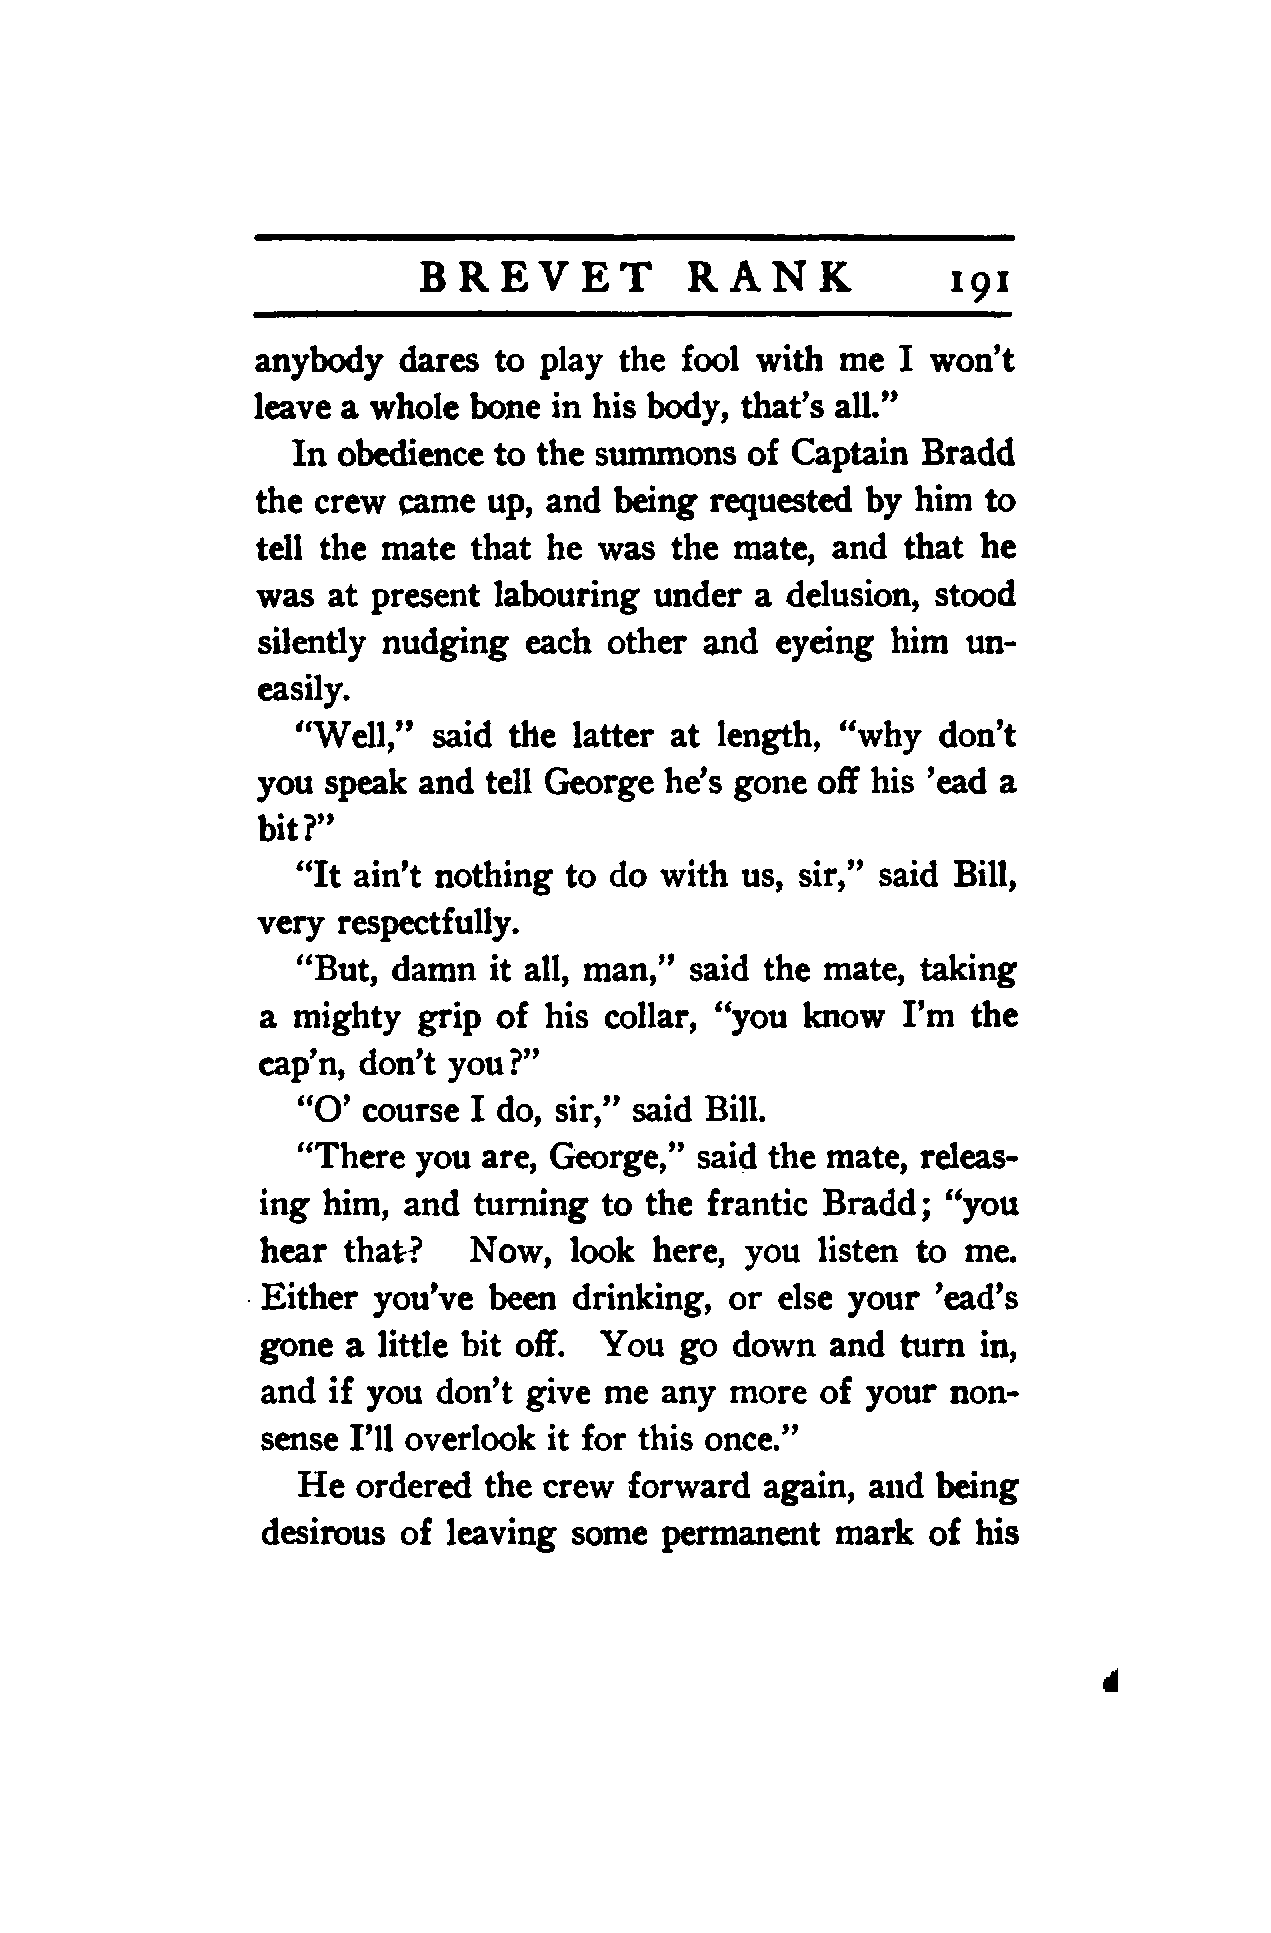 BREVET RANK 191
anybody dares to play the fool with me I won't
leave a whole bone in his body, that's all."
In obedience to the summons of Captain Bradd
the crew came up, and being requested by him to
tell the mate that he was the mate, and that he
was at present labouring under a delusion, stood
silently nudging each other and eyeing him un-
easily.
"Well," said the latter at length, "why don't
you speak and tell George he's gone off his 'ead a
bit?"
"It ain't nothing to do with us, sir," said Bill,
very respectfully.
"But, damn it all, man," said the mate, taking
a mighty grip of his collar, "you know I'm the
cap'n, don't you?"
"O' course I do, sir," said Bill.
"There you are, George," said the mate, releas-
ing him, and turning to the frantic Bradd; "you
hear that? Now, look here, you listen to me.
Either you've been drinking, or else your 'ead's
gone a little bit off. You go down and turn in,
and if you don't give me any more of your non-
sense I'll overlook it for this once."
He ordered the crew forward again, and being
desirous of leaving some permanent mark of his